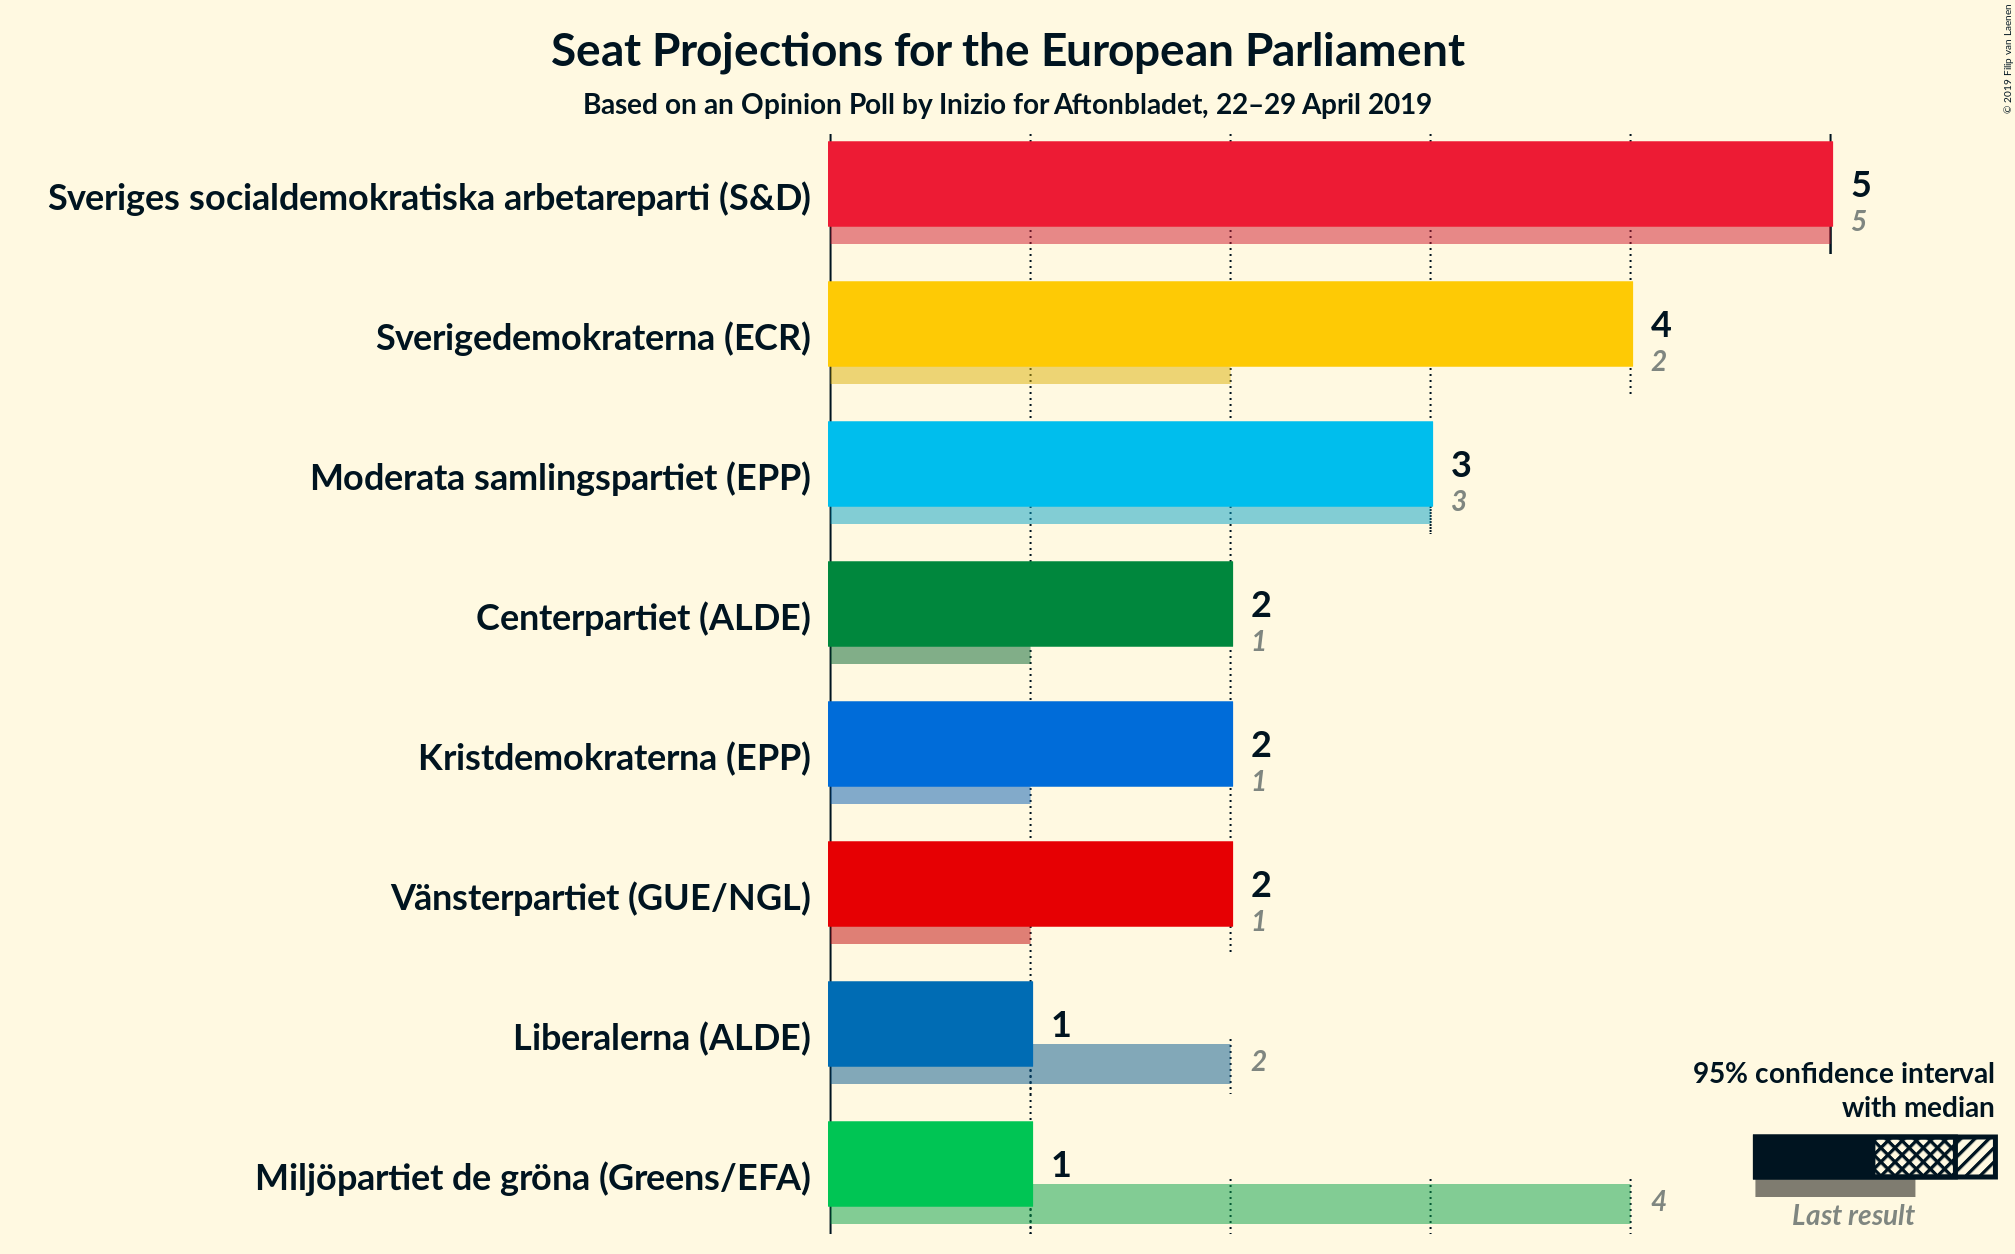 Seat Projections for the European Parliament
Based on an Opinion Poll by Inizio for Aftonbladet, 22–29 April 2019
© 2019 Filip van Laenen
Sveriges socialdemokratiska arbetareparti (S&D)
5
5
Sverigedemokraterna (ECR)
4
2
Moderata samlingspartiet (EPP)
3
3
Centerpartiet (ALDE)
2
1
Kristdemokraterna (EPP)
2
1
Vänsterpartiet (GUE/NGL)
2
1
Liberalerna (ALDE)
1
2
Miljöpartiet de gröna (Greens/EFA)
1
4
95% confidence interval
with median
Last result